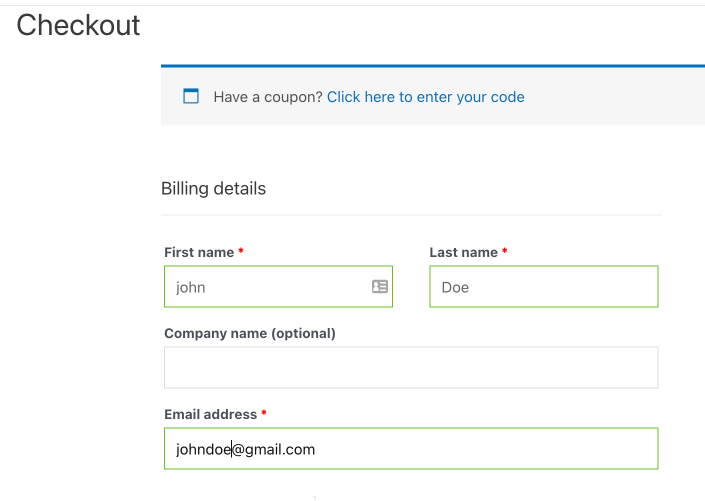 Checkout
Have a coupon? Click here to enter your code
Billing details
First name * Last name *
john Doe
Company name (optional)
Email address *
johndoe@gmail.com